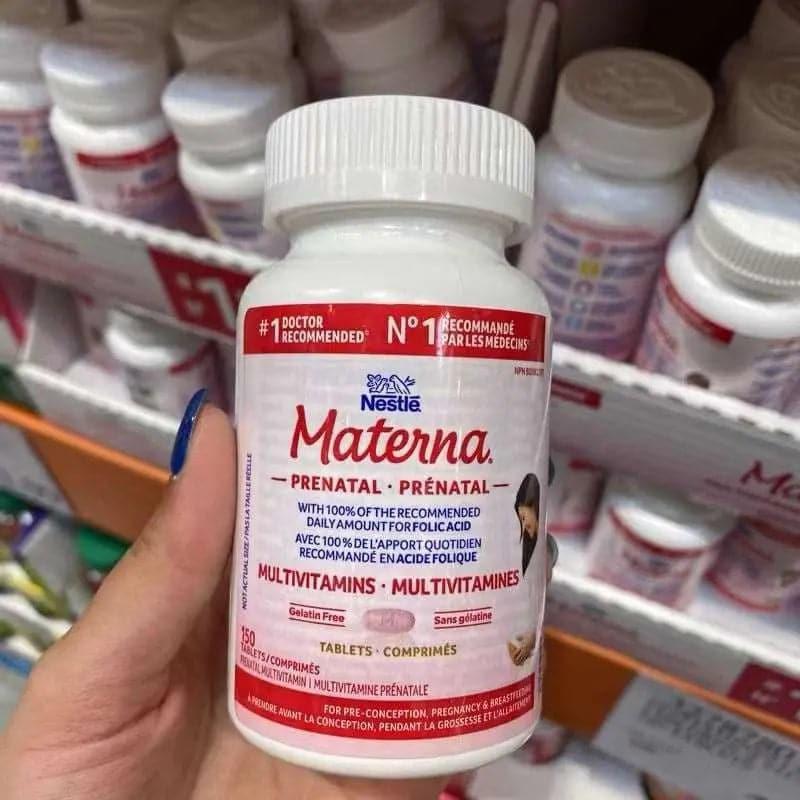 #1 DOCTOR RECOMMENDED
Nº 1 RECOMMANDÉ PAR LES MÉDECINS
Nestlé
Materna
PRENATAL · PRÉNATAL
WITH 100% OF THE RECOMMENDED
DAILY AMOUNT FOR FOLIC ACID
AVEC 100 % DE L'APPORT QUOTIDIEN
RECOMMANDÉ EN ACIDE FOLIQUE
MULTIVITAMINS · MULTIVITAMINES
Gelatin Free
Sans gélatine
TABLETS · COMPRIMÉS
NOT ACTUAL SIZE / PAS LA TAILLE RÉELLE
150
TABLETS/COMPRIMÉS
PRENATAL MULTIVITAMIN | MULTIVITAMINE PRÉNATALE
FOR PRE-CONCEPTION, PREGNANCY & BREASTFEEDING
À PRENDRE AVANT LA CONCEPTION, PENDANT LA GROSSESSE ET L'ALLAITEMENT